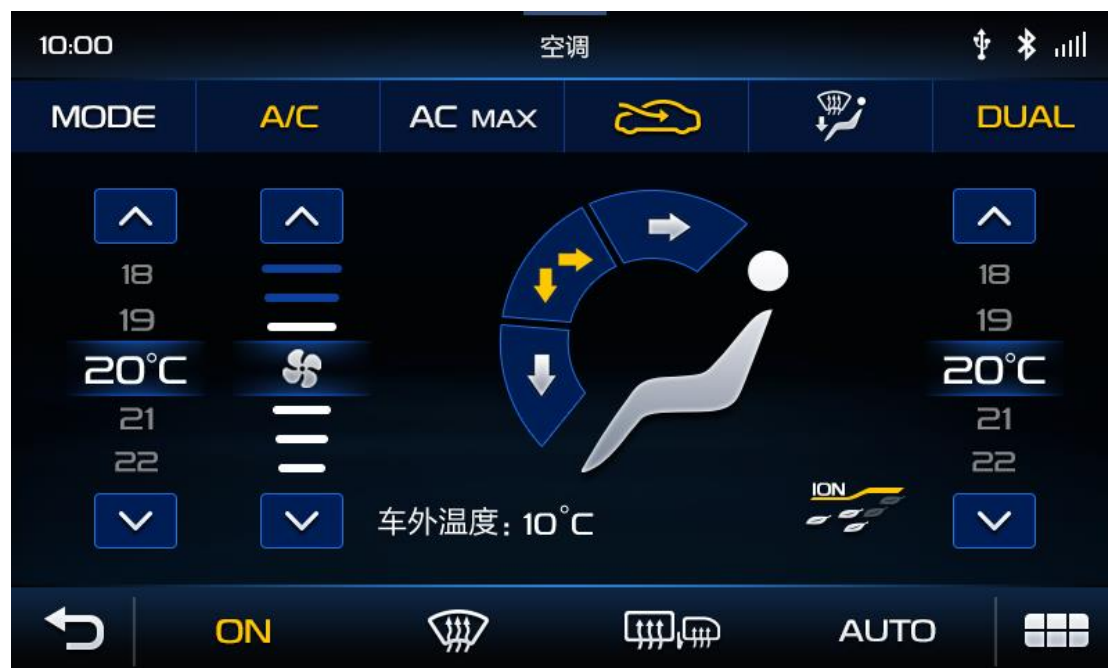 10:00
空调
MODE
A/C
AC MAX
DUAL
18
19
20°C
21
22
18
19
20°C
21
22
ION
车外温度: 10°C
ON
AUTO